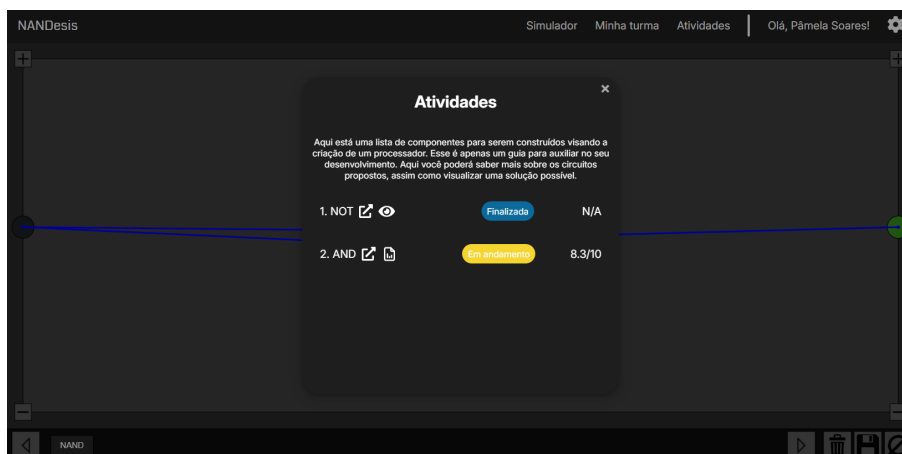 NANDesis
Simulador Minha turma Atividades Olá, Pâmela Soares!
Atividades
Aqui está uma lista de componentes para serem construídos visando a
criação de um processador. Esse é apenas um guia para auxiliar no seu
desenvolvimento. Aqui você poderá saber mais sobre os circuitos
propostos, assim como visualizar uma solução possível.
1. NOT Finalizada N/A
2. AND Em andamento 8.3/10
NAND